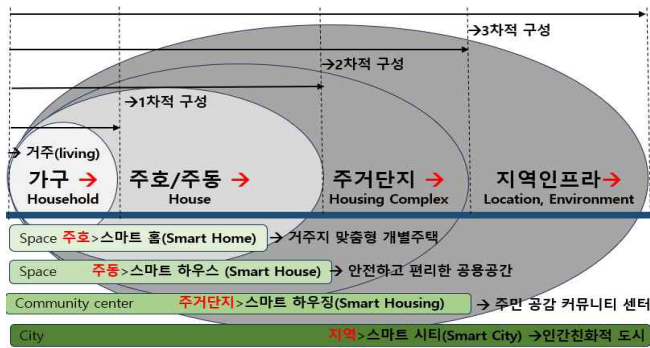 →3차적 구성
→2차적 구성
→1차적 구성
→ 거주(living)
가구 → 주호/주동 → 주거단지 → 지역인프라→
Household House Housing Complex Location, Environment
Space 주호>스마트 홈(Smart Home) → 거주지 맞춤형 개별주택
Space 주동>스마트 하우스 (Smart House) → 안전하고 편리한 공용공간
Community center 주거단지>스마트 하우징(Smart Housing) → 주민 공감 커뮤니티 센터
City 지역>스마트 시티(Smart City) →인간친화적 도시